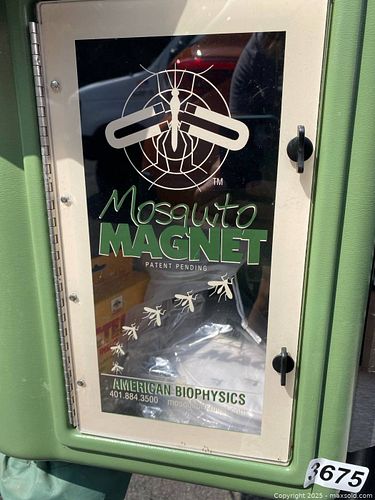 TM
Mosquito
MAGNET
PATENT PENDING
AMERICAN BIOPHYSICS
401.884.3500
3675
Copyright © 2025 - maxsold.com